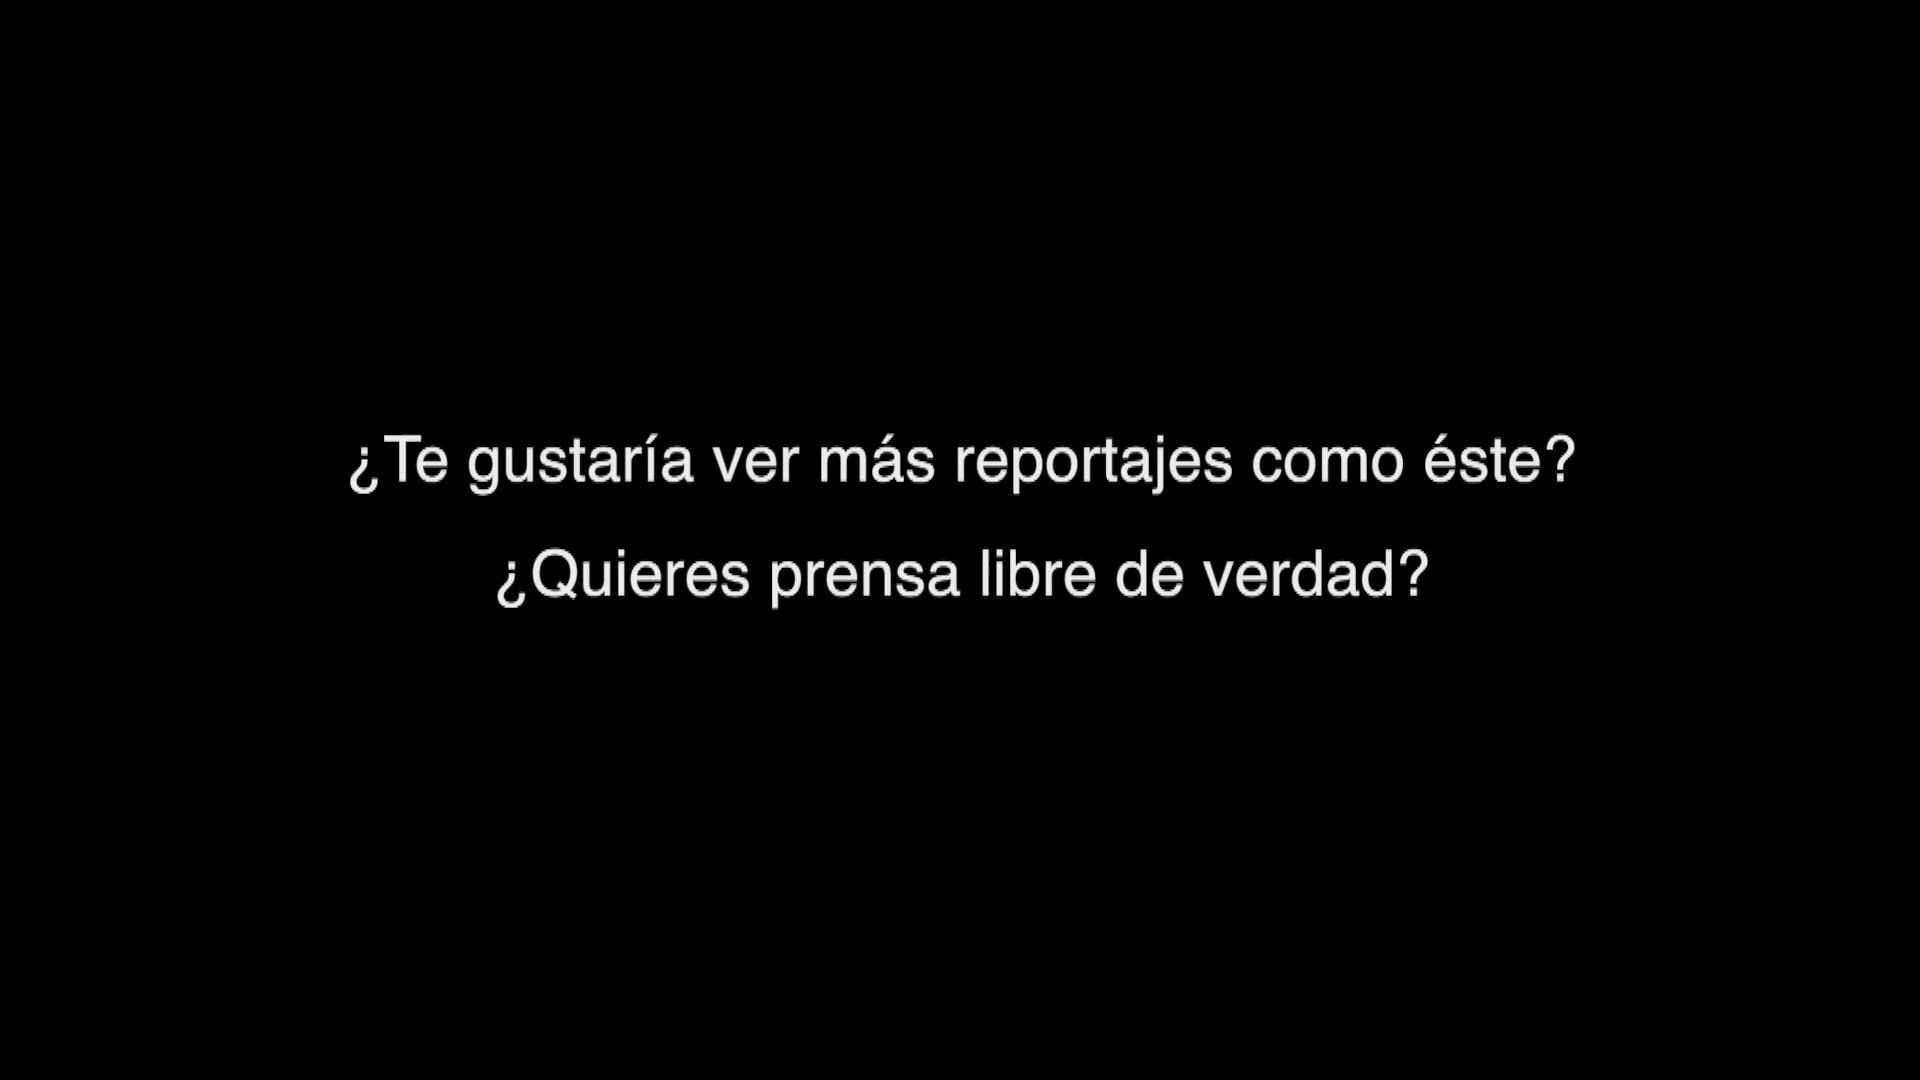 ¿Te gustaría ver más reportajes como éste?
¿Quieres prensa libre de verdad?